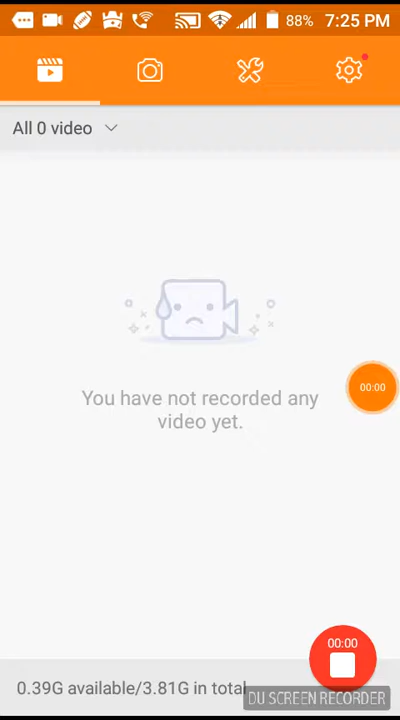 88% 7:25 PM
All 0 video
You have not recorded any
video yet.
00:00
00:00
0.39G available/3.81G in total
DU SCREEN RECORDER